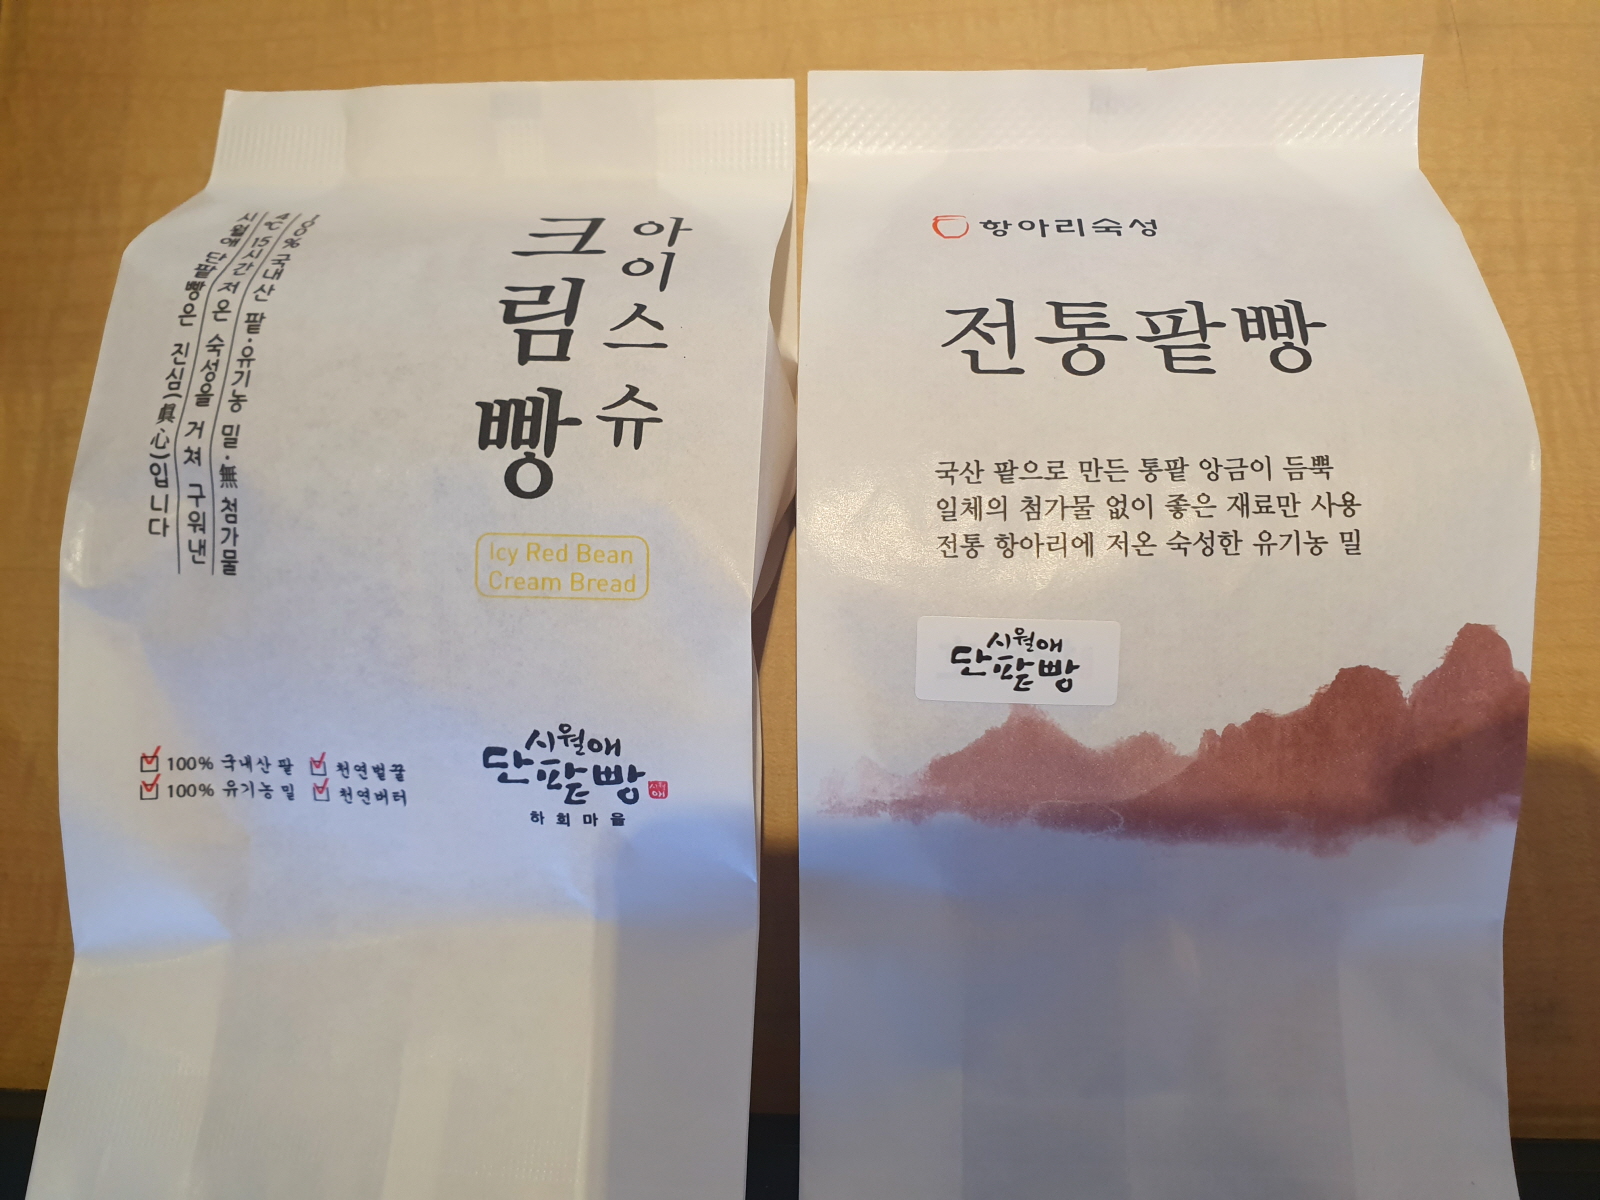 아이스슈
크림빵
Icy Red Bean
Cream Bread
100% 국내산 팥·유기농 밀·無 첨가물
4℃ 15시간 저온 숙성을 거쳐 구워낸
시월애 단팥빵은 진심(眞心)입니다
100% 국내산 팥
천연벌꿀
100% 유기농 밀
천연버터
시월애
단팥빵
시월애
하회마을
항아리숙성
전통팥빵
국산 팥으로 만든 통팥 앙금이 듬뿍
일체의 첨가물 없이 좋은 재료만 사용
전통 항아리에 저온 숙성한 유기농 밀
시월애
단팥빵